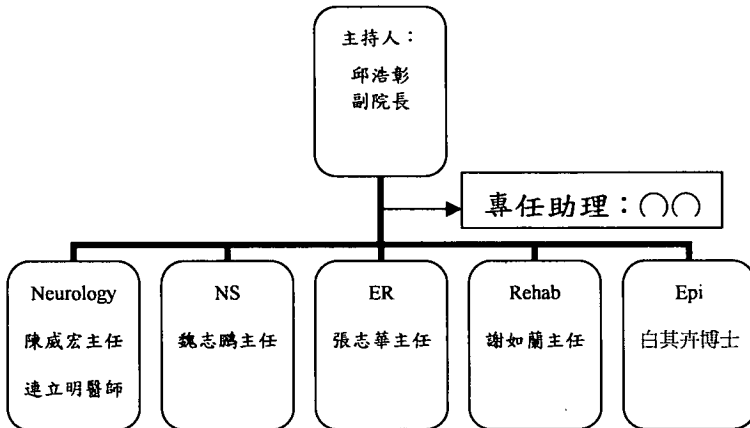 主持人：
邱浩彰
副院長
專任助理：○○
Neurology
陳威宏主任
連立明醫師
NS
魏志鵬主任
ER
張志華主任
Rehab
謝如蘭主任
Epi
白其卉博士